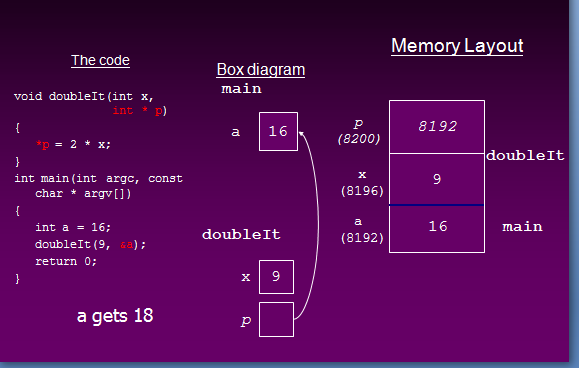 The code
void doubleIt(int x,
int * p)
{
*p = 2 * x;
}
int main(int argc, const
char * argv[])
{
int a = 16;
doubleIt(9, &a);
return 0;
}
a gets 18
Box diagram
main
a 16
doubleIt
x 9
p
Memory Layout
p 8192
(8200)
doubleIt
x 9
(8196)
a 16 main
(8192)